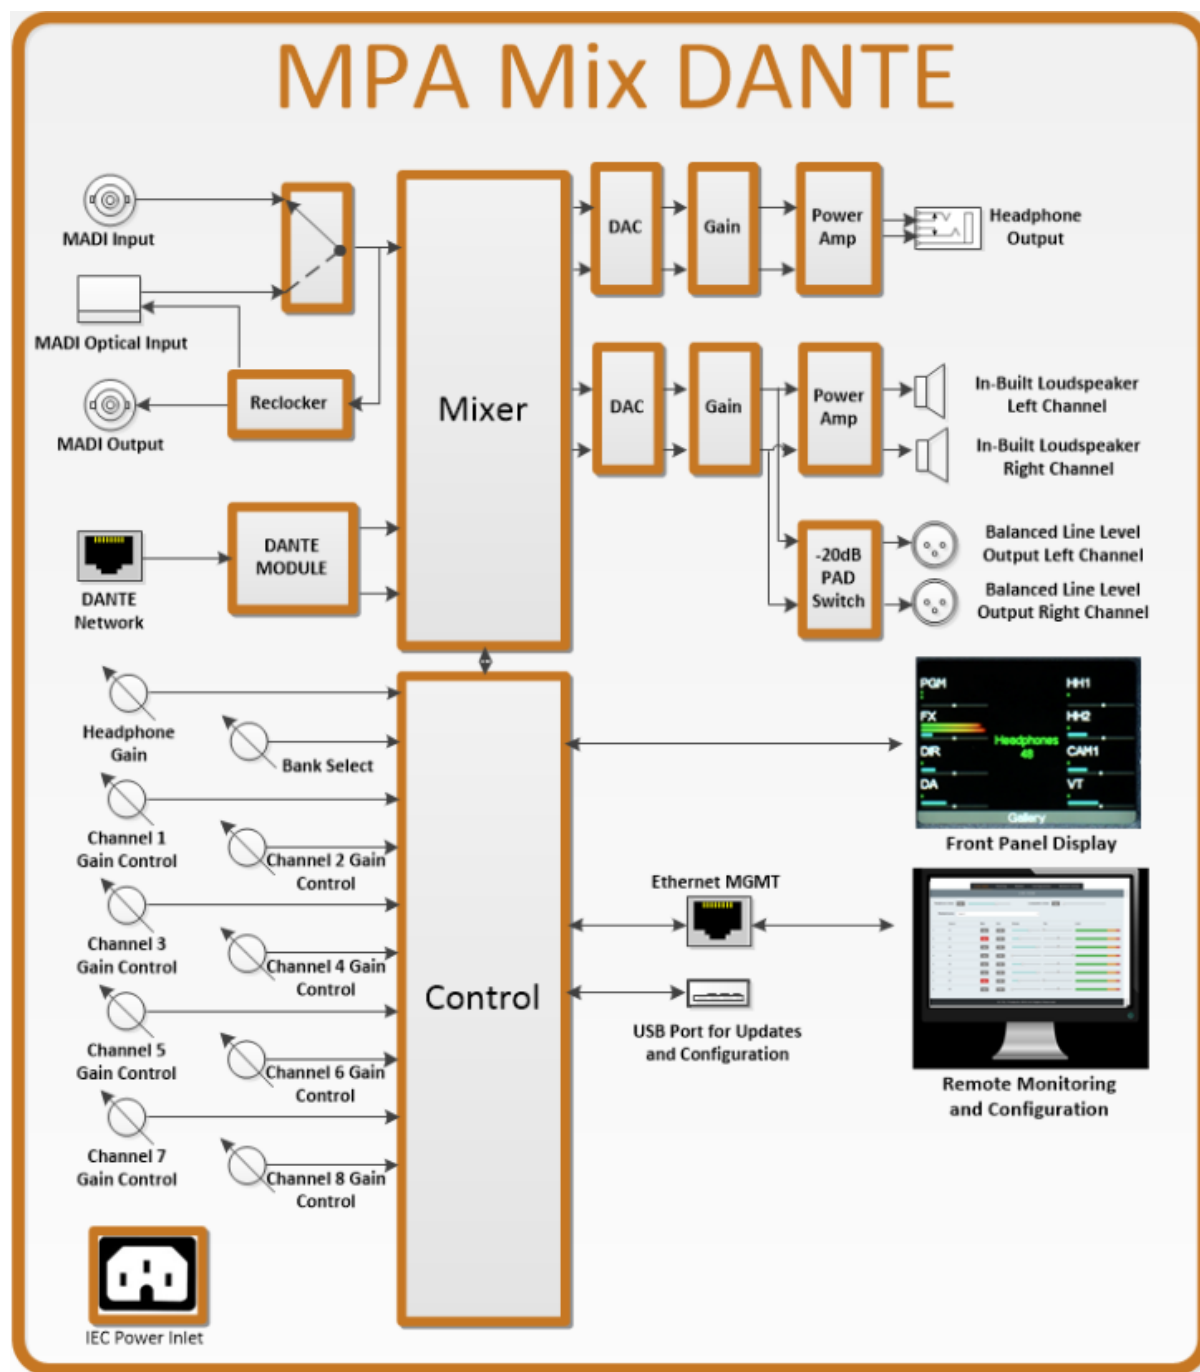 MPA Mix DANTE
MADI Input
MADI Optical Input
Reclocker
MADI Output
DANTE
MODULE
DANTE
Network
Mixer
DAC
Gain
Power
Amp
Headphone
Output
DAC
Gain
Power
Amp
In-Built Loudspeaker
Left Channel
In-Built Loudspeaker
Right Channel
-20dB
PAD
Switch
Balanced Line Level
Output Left Channel
Balanced Line Level
Output Right Channel
Headphone
Gain
Bank Select
Channel 1
Gain Control
Channel 2 Gain
Control
Channel 3
Gain Control
Channel 4 Gain
Control
Channel 5
Gain Control
Channel 6 Gain
Control
Channel 7
Gain Control
Channel 8 Gain
Control
IEC Power Inlet
Control
PGM
HH1
FX
HH2
Headphones
48
DIR
CAM1
DA
VT
Gallery
Front Panel Display
Ethernet MGMT
USB Port for Updates
and Configuration
Remote Monitoring
and Configuration